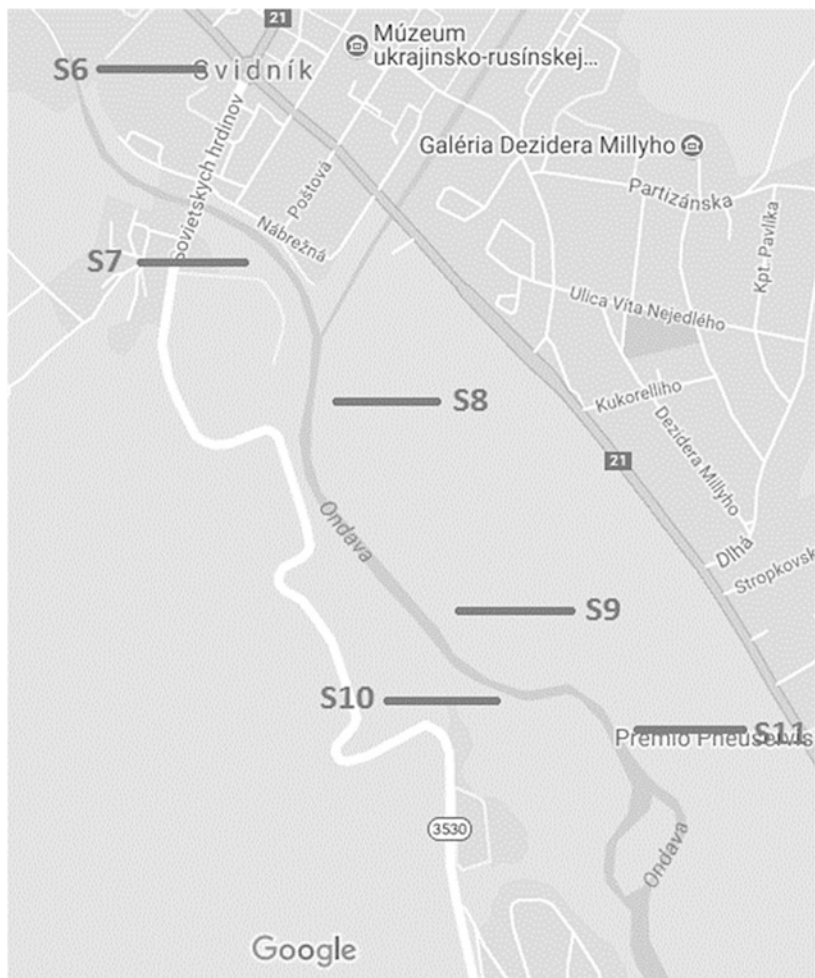 21
Múzeum
ukrajinsko-rusínskej...
S6
Svidník
Sovietskych hrdinov
Galéria Dezidera Millyho
Poštová
Partizánska
Nábrežná
Kpt. Pavlíka
S7
Ulica Víta Nejedlého
S8
Kukorelliho
Dezidera Millyho
21
Ondava
Dlhá
Stropkovsk
S9
S10
S11
Premio Pneuservis
3530
Ondava
Google